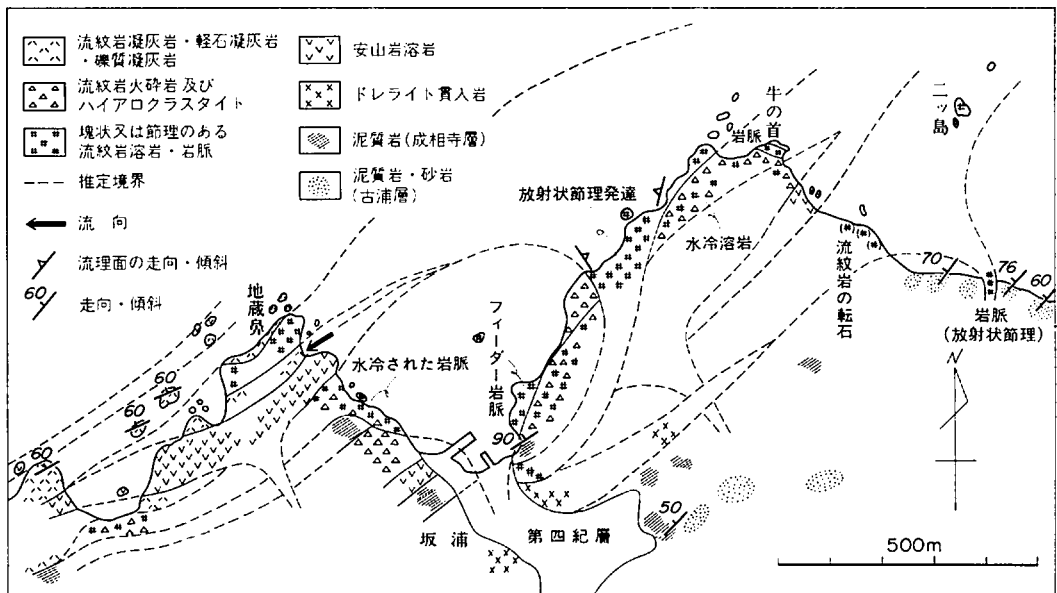 流紋岩凝灰岩・軽石凝灰岩
・礫質凝灰岩
流紋岩火砕岩及び
ハイアロクラスタイト
塊状又は節理のある
流紋岩溶岩・岩脈
推定境界
流向
流理面の走向・傾斜
60
走向・傾斜
安山岩溶岩
ドレライト貫入岩
泥質岩(成相寺層)
泥質岩・砂岩
(古浦層)
牛の首
岩脈
二ッ島
放射状節理発達
水冷溶岩
流紋岩の転石
70
76
60
岩脈
(放射状節理)
地蔵鼻
水冷された岩脈
フィーダー岩脈
60
60
60
90
50
坂浦
第四紀層
N
500m